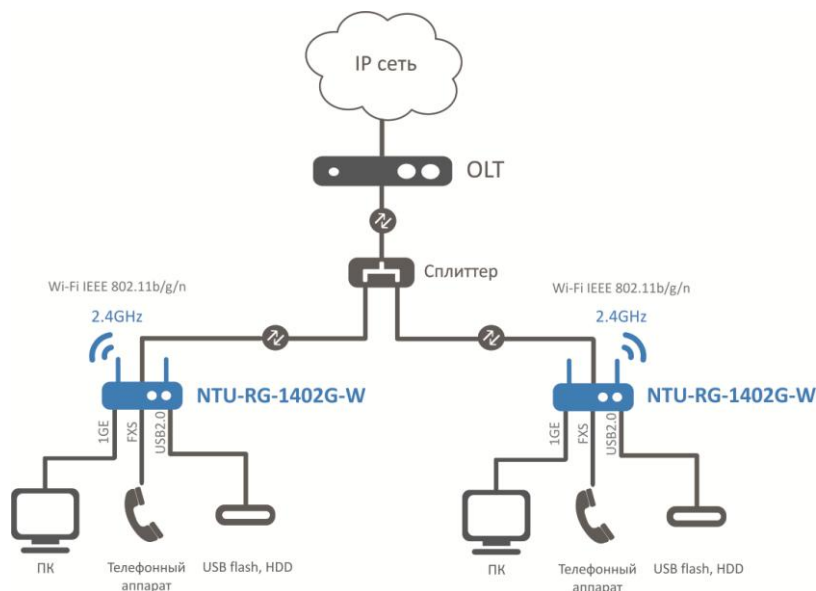 IP сеть
OLT
Сплиттер
Wi-Fi IEEE 802.11b/g/n
2.4GHz
NTU-RG-1402G-W
1GE
FXS
USB2.0
ПК
Телефонный
аппарат
USB flash, HDD
Wi-Fi IEEE 802.11b/g/n
2.4GHz
NTU-RG-1402G-W
1GE
FXS
USB2.0
ПК
Телефонный
аппарат
USB flash, HDD